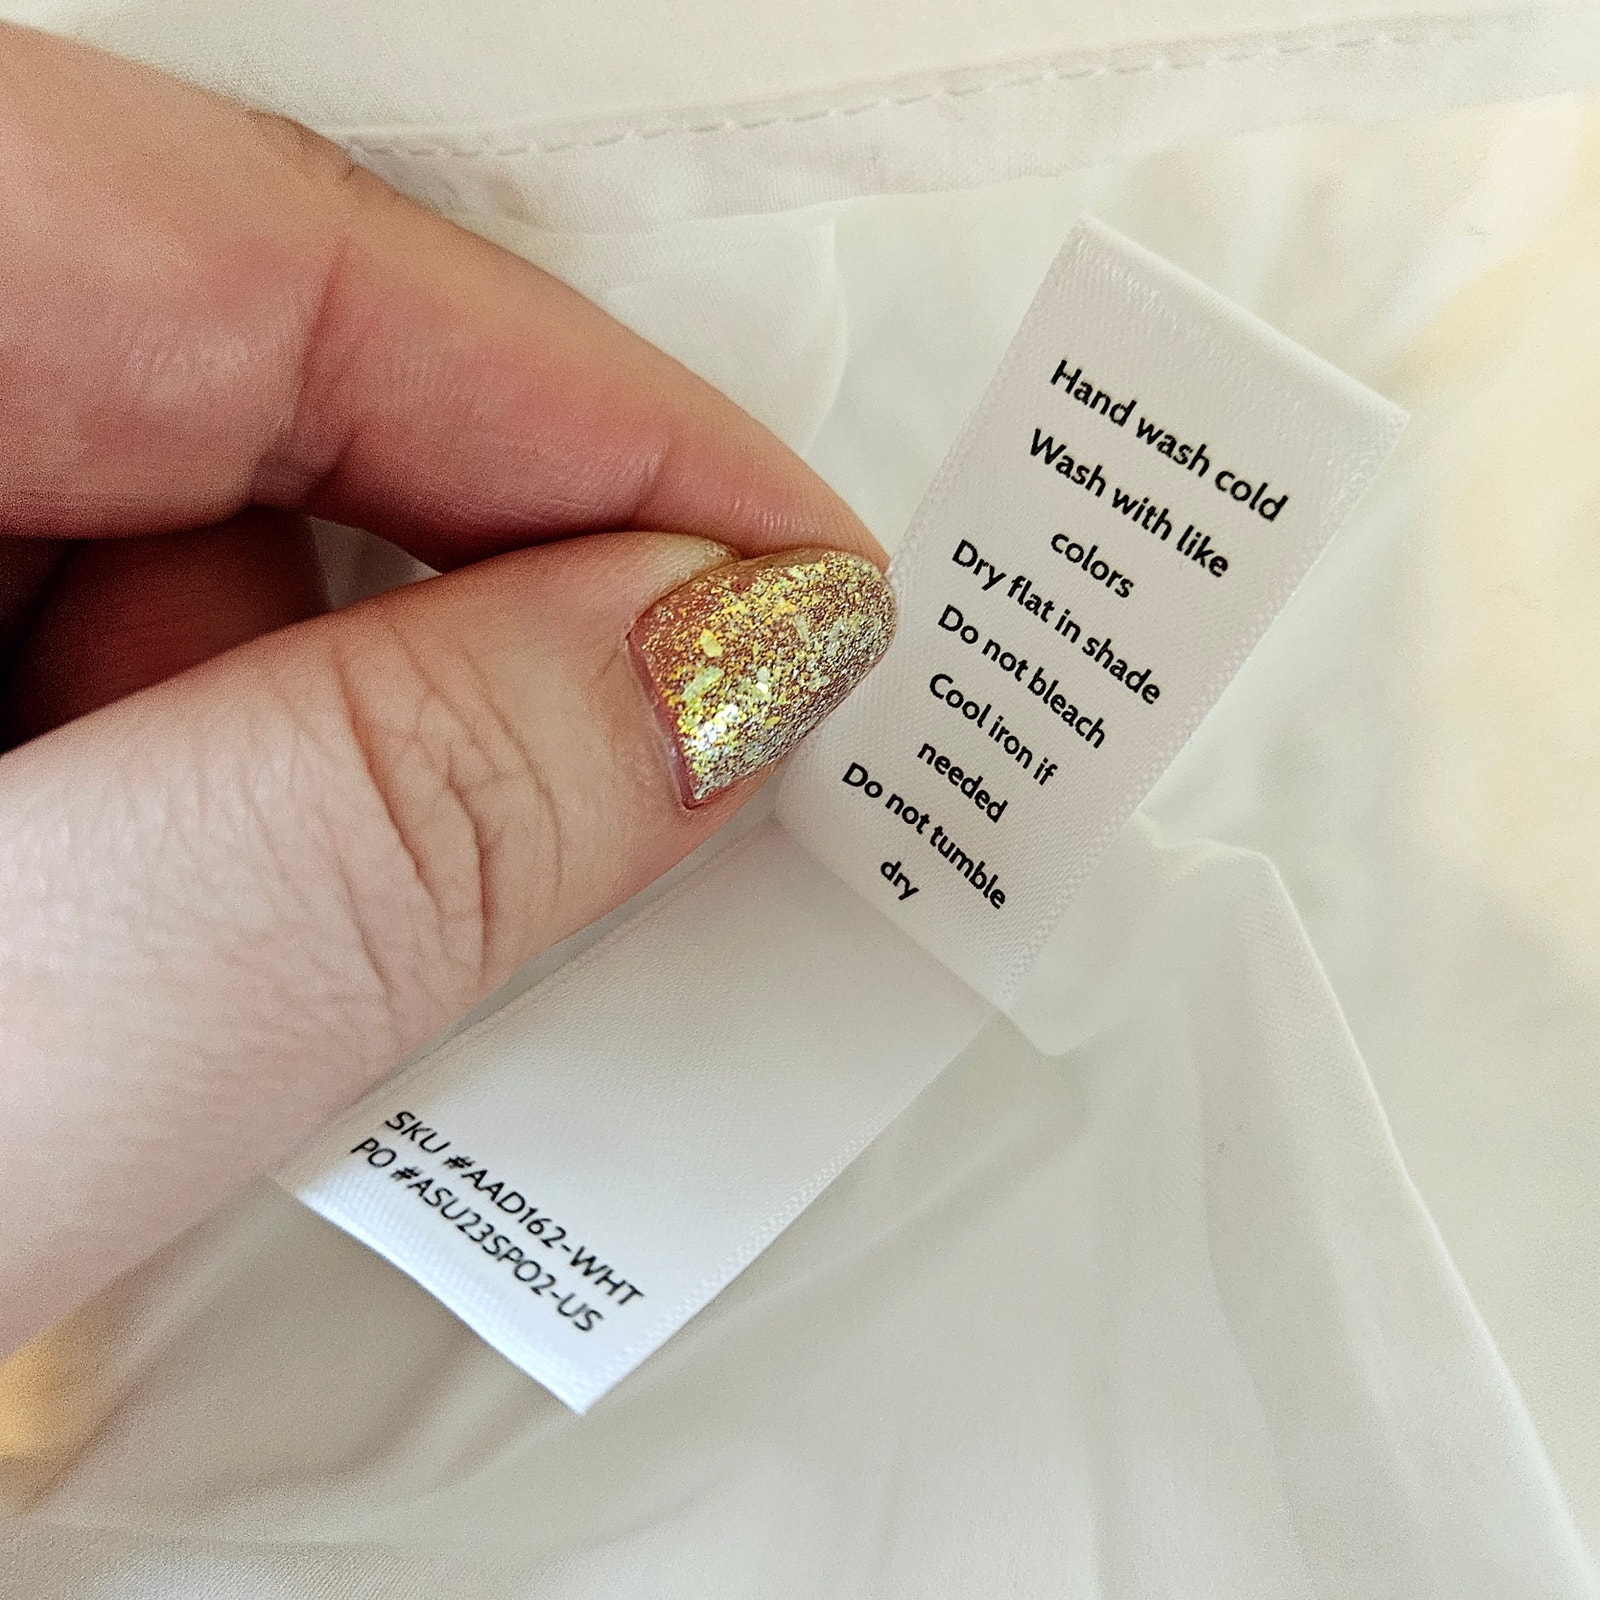 Hand wash cold
Wash with like
colors
Dry flat in shade
Do not bleach
Cool iron if
needed
Do not tumble
dry
SKU #AAD162-WHT
PO #ASU23SPO2-US